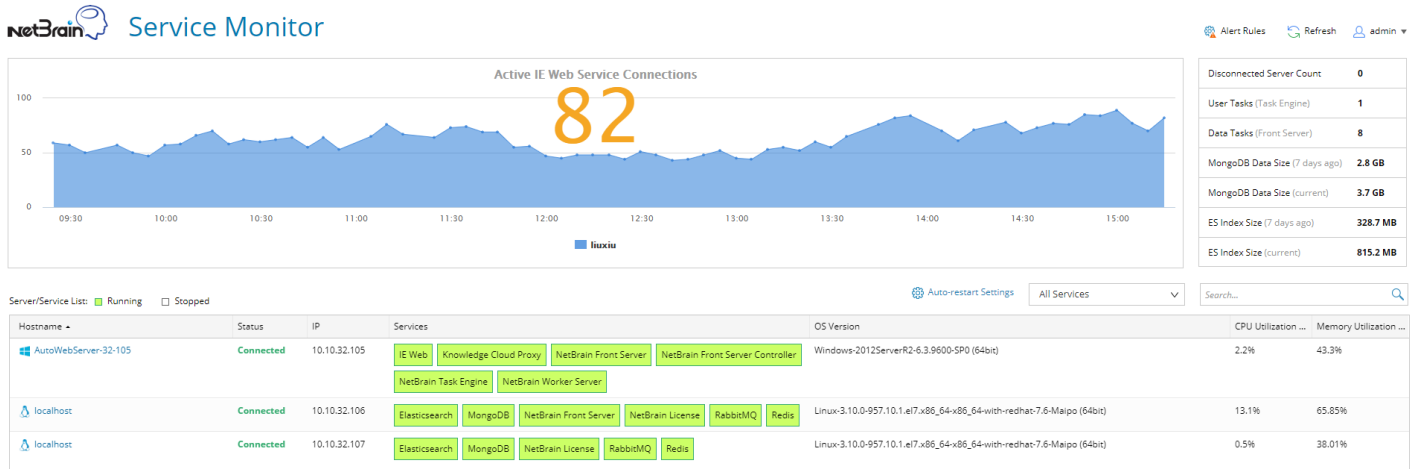 NetBrain Service Monitor
Alert Rules Refresh admin
Active IE Web Service Connections
82
100
50
0
09:30 10:00 10:30 11:00 11:30 12:00 12:30 13:00 13:30 14:00 14:30 15:00
liuxiu
Disconnected Server Count 0
User Tasks (Task Engine) 1
Data Tasks (Front Server) 8
MongoDB Data Size (7 days ago) 2.8 GB
MongoDB Data Size (current) 3.7 GB
ES Index Size (7 days ago) 328.7 MB
ES Index Size (current) 815.2 MB
Server/Service List: Running Stopped
Auto-restart Settings All Services Search...
Hostname Status IP Services OS Version CPU Utilization ... Memory Utilization ...
AutoWebServer-32-105 Connected 10.10.32.105 IE Web Knowledge Cloud Proxy NetBrain Front Server NetBrain Front Server Controller Windows-2012ServerR2-6.3.9600-SP0 (64bit) 2.2% 43.3%
NetBrain Task Engine NetBrain Worker Server
localhost Connected 10.10.32.106 Elasticsearch MongoDB NetBrain Front Server NetBrain License RabbitMQ Redis Linux-3.10.0-957.10.1.el7.x86_64-x86_64-with-redhat-7.6-Maipo (64bit) 13.1% 65.85%
localhost Connected 10.10.32.107 Elasticsearch MongoDB NetBrain License RabbitMQ Redis Linux-3.10.0-957.10.1.el7.x86_64-x86_64-with-redhat-7.6-Maipo (64bit) 0.5% 38.01%